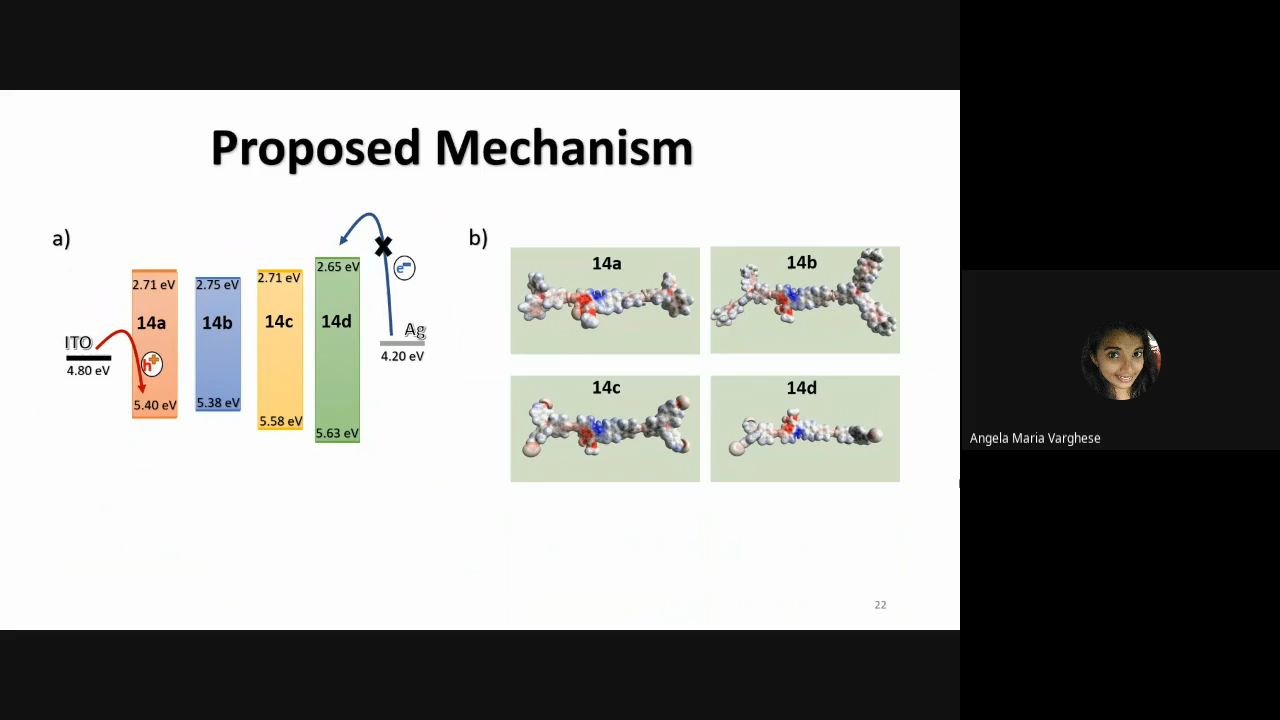 Proposed Mechanism
a)
2.71 eV
2.75 eV
2.71 eV
2.65 eV
14a
14b
14c
14d
ITO
4.80 eV
h+
e−
Ag
4.20 eV
5.40 eV
5.38 eV
5.58 eV
5.63 eV
b)
14a
14b
14c
14d
22
Angela Maria Varghese